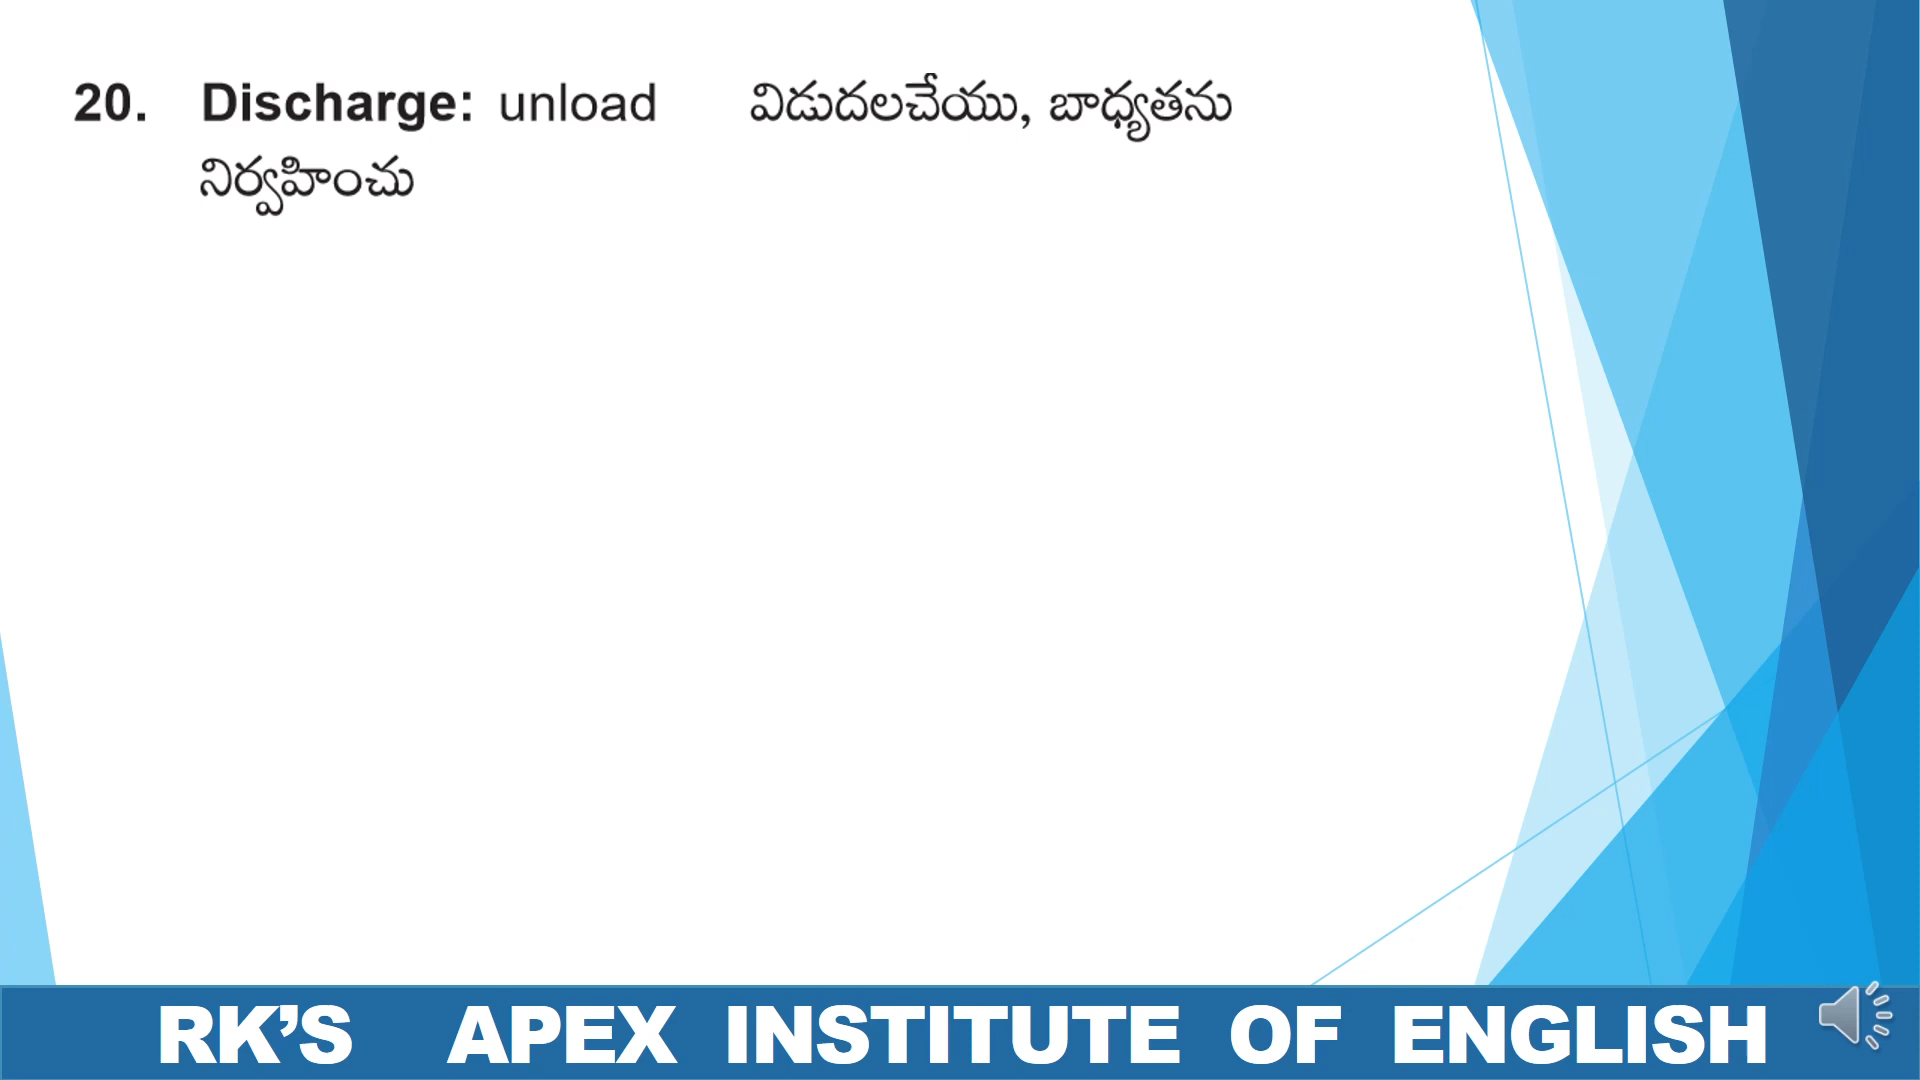 20. Discharge: unload విడుదలచేయు, బాధ్యతను
నిర్వహించు
RK’S APEX INSTITUTE OF ENGLISH